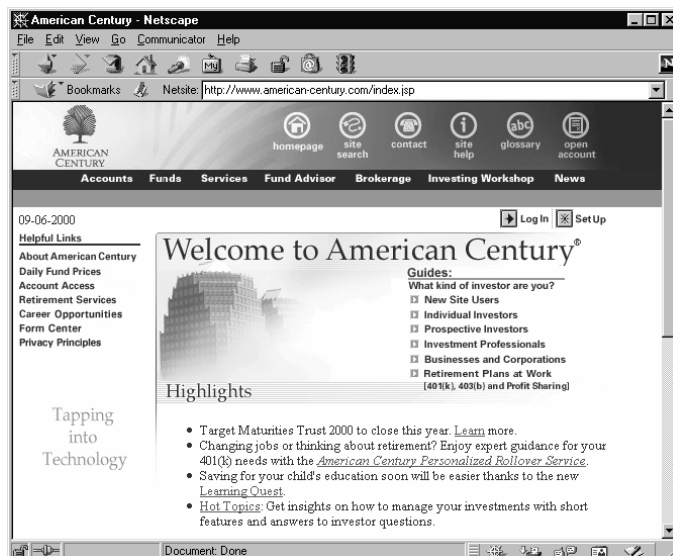 American Century - Netscape
File Edit View Go Communicator Help
My
N
Bookmarks Netsite: http://www.american-century.com/index.jsp
AMERICAN
CENTURY
homepage
site
search
contact
site
help
abc
glossary
open
account
Accounts Funds Services Fund Advisor Brokerage Investing Workshop News
09-06-2000
Log In Set Up
Helpful Links
About American Century
Daily Fund Prices
Account Access
Retirement Services
Career Opportunities
Form Center
Privacy Principles
Tapping
into
Technology
Welcome to American Century®
Guides:
What kind of investor are you?
New Site Users
Individual Investors
Prospective Investors
Investment Professionals
Businesses and Corporations
Retirement Plans at Work
[401(k), 403(b) and Profit Sharing]
Highlights
Target Maturities Trust 2000 to close this year. Learn more.
Changing jobs or thinking about retirement? Enjoy expert guidance for your
401(k) needs with the American Century Personalized Rollover Service.
Saving for your child's education soon will be easier thanks to the new
Learning Quest.
Hot Topics: Get insights on how to manage your investments with short
features and answers to investor questions.
Document: Done